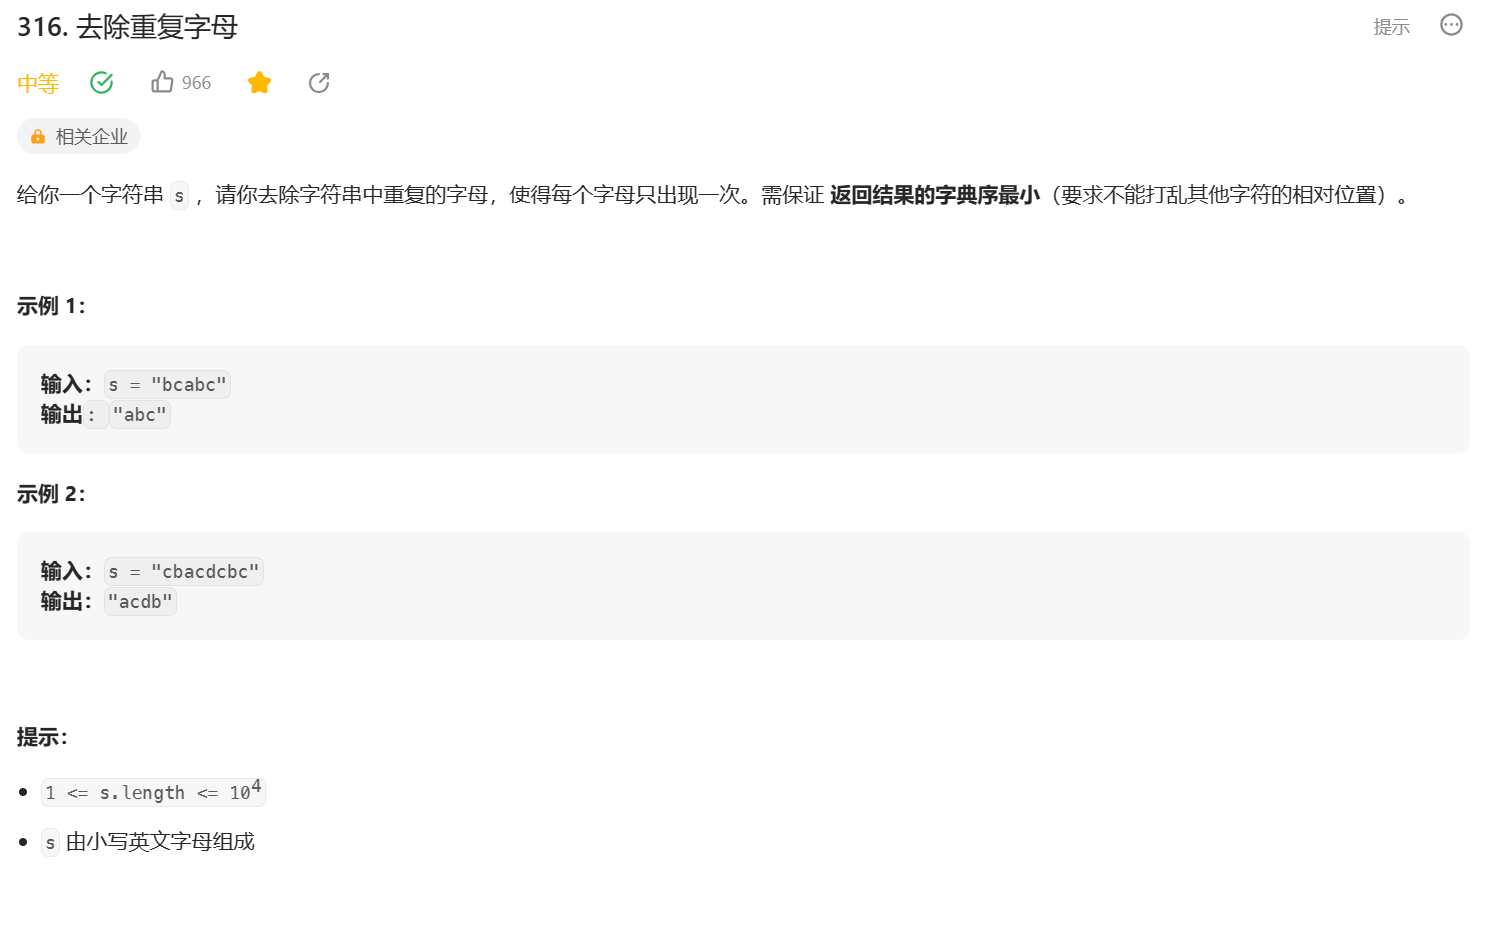 316. 去除重复字母
提示
中等
966
相关企业
给你一个字符串 s ，请你去除字符串中重复的字母，使得每个字母只出现一次。需保证 返回结果的字典序最小（要求不能打乱其他字符的相对位置）。
示例 1：
输入：s = "bcabc"
输出："abc"
示例 2：
输入：s = "cbacdcbc"
输出："acdb"
提示：
1 <= s.length <= 10⁴
s 由小写英文字母组成